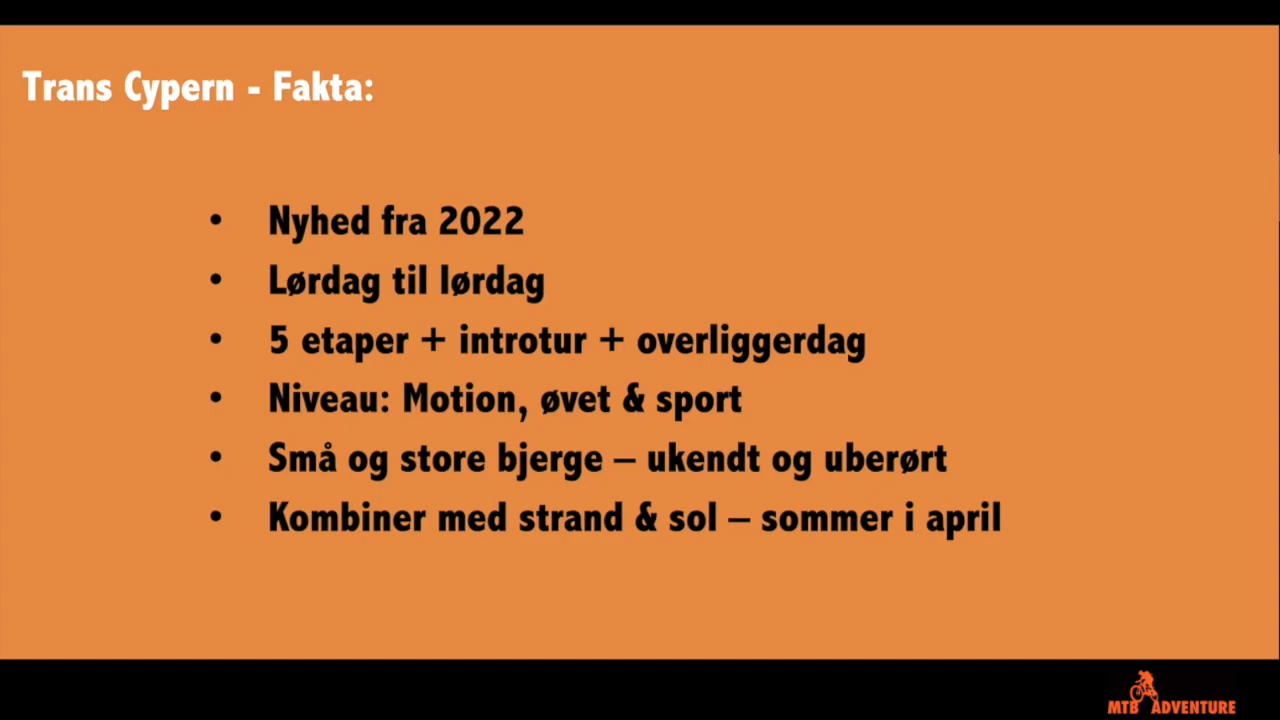 Trans Cypern - Fakta:
• Nyhed fra 2022
• Lørdag til lørdag
• 5 etaper + introtur + overliggerdag
• Niveau: Motion, øvet & sport
• Små og store bjerge – ukendt og uberørt
• Kombiner med strand & sol – sommer i april
MTB ADVENTURE